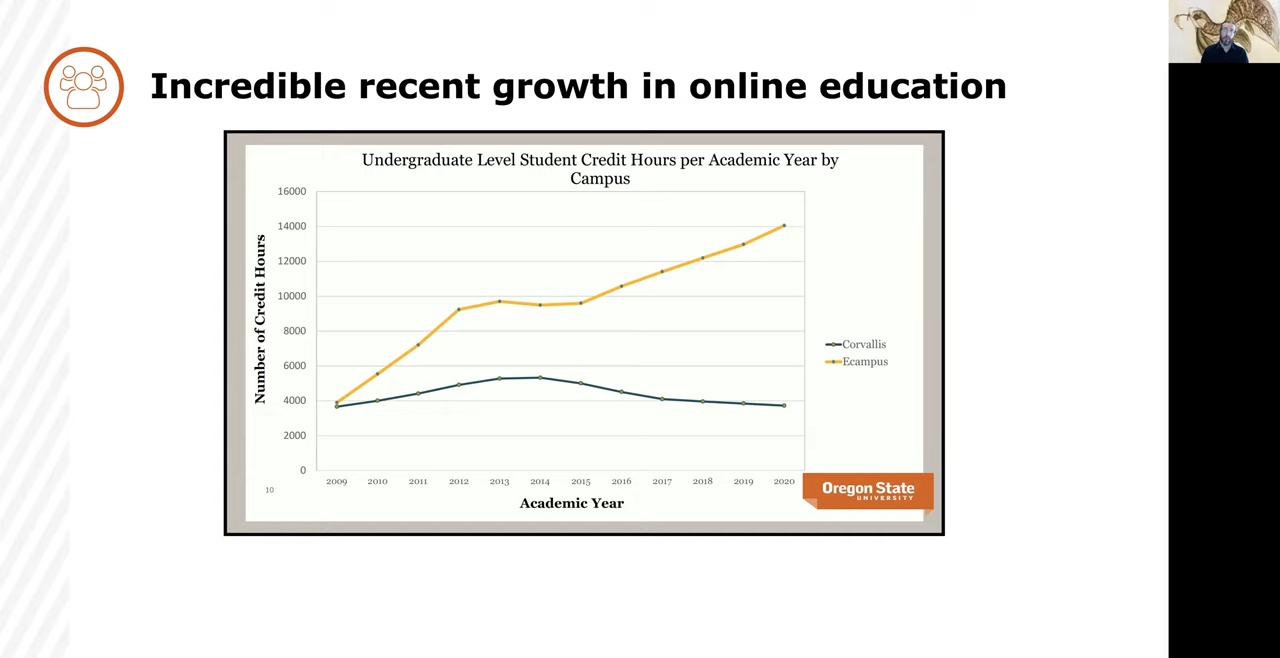 Incredible recent growth in online education
Undergraduate Level Student Credit Hours per Academic Year by
Campus
Number of Credit Hours
16000
14000
12000
10000
8000
6000
4000
2000
0
2009 2010 2011 2012 2013 2014 2015 2016 2017 2018 2019 2020
Academic Year
Corvallis
Ecampus
10
Oregon State
UNIVERSITY